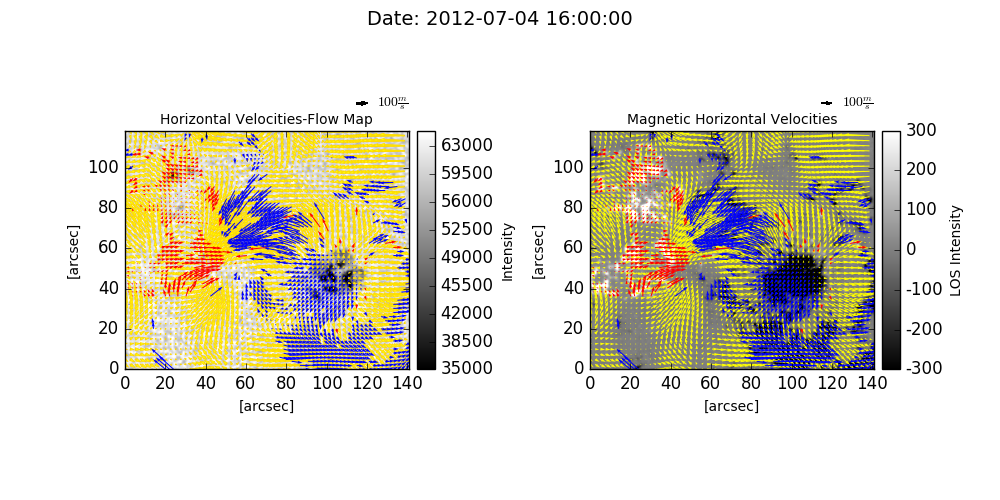 Date: 2012-07-04 16:00:00
100 m/s
Horizontal Velocities-Flow Map
100
80
60
40
20
0
[arcsec]
0 20 40 60 80 100 120 140
[arcsec]
63000
59500
56000
52500
49000
45500
42000
38500
35000
Intensity
100 m/s
Magnetic Horizontal Velocities
100
80
60
40
20
0
[arcsec]
0 20 40 60 80 100 120 140
[arcsec]
300
200
100
0
-100
-200
-300
LOS Intensity